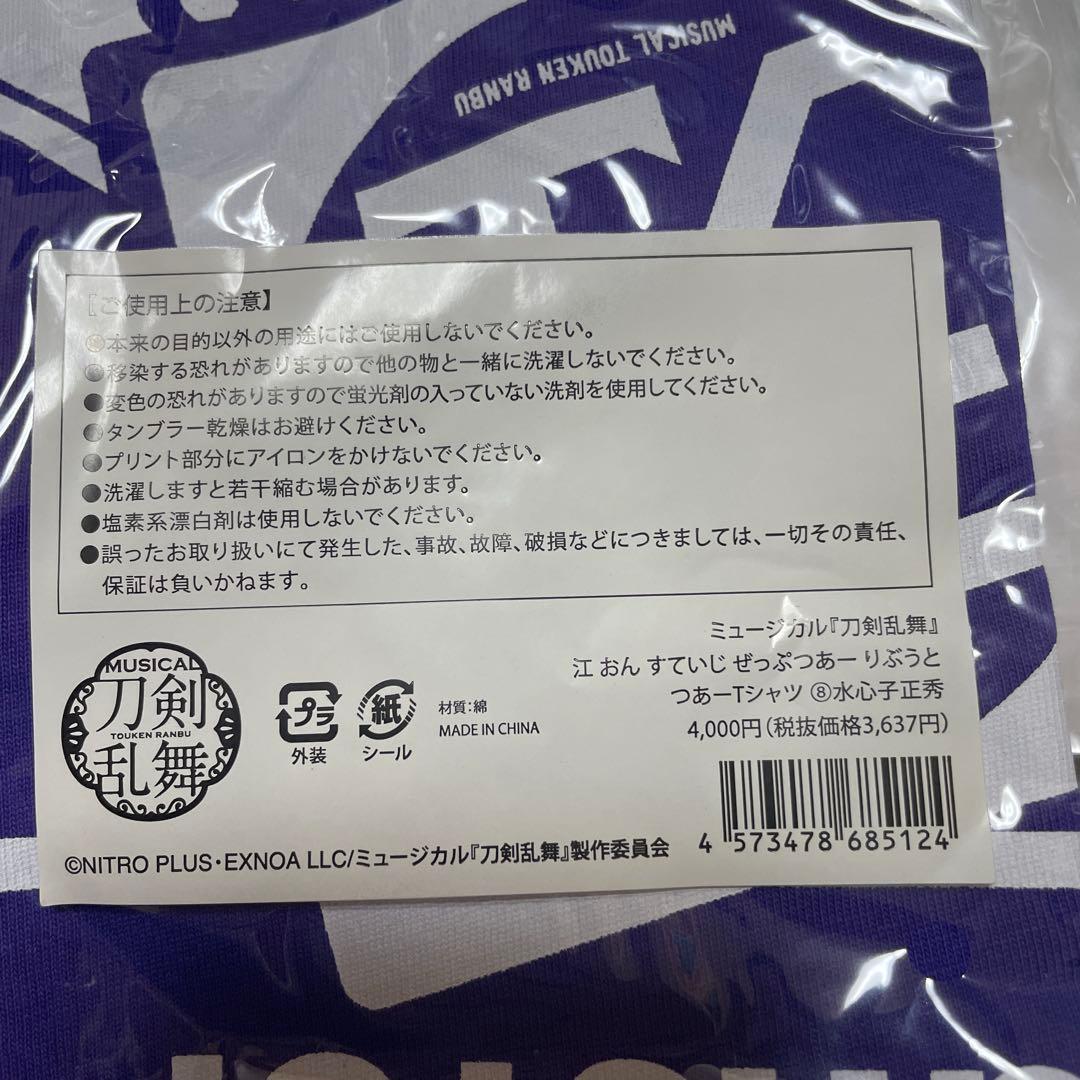 MUSICAL TOUKEN RANBU
【ご使用上の注意】
●本来の目的以外の用途にはご使用しないでください。
●移染する恐れがありますので他の物と一緒に洗濯しないでください。
●変色の恐れがありますので蛍光剤の入っていない洗剤を使用してください。
●タンブラー乾燥はお避けください。
●プリント部分にアイロンをかけないでください。
●洗濯しますと若干縮む場合があります。
●塩素系漂白剤は使用しないでください。
●誤ったお取り扱いにて発生した、事故、故障、破損などにつきましては、一切その責任、
保証は負いかねます。
ミュージカル『刀剣乱舞』
江 おん すていじ ぜっぷつあー りぶうと
つあーTシャツ ⑧水心子正秀
4,000円(税抜価格3,637円)
MUSICAL
刀剣
TOUKEN RANBU
乱舞
プラ
外装
紙
シール
材質:綿
MADE IN CHINA
4 573478 685124
©NITRO PLUS・EXNOA LLC/ミュージカル『刀剣乱舞』製作委員会